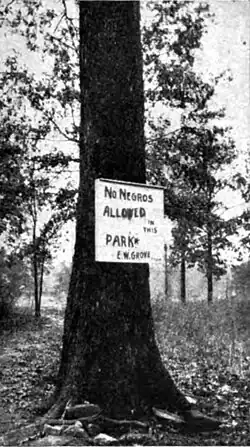 NO NEGROS
ALLOWED IN THIS
PARK
E.W. GROVE